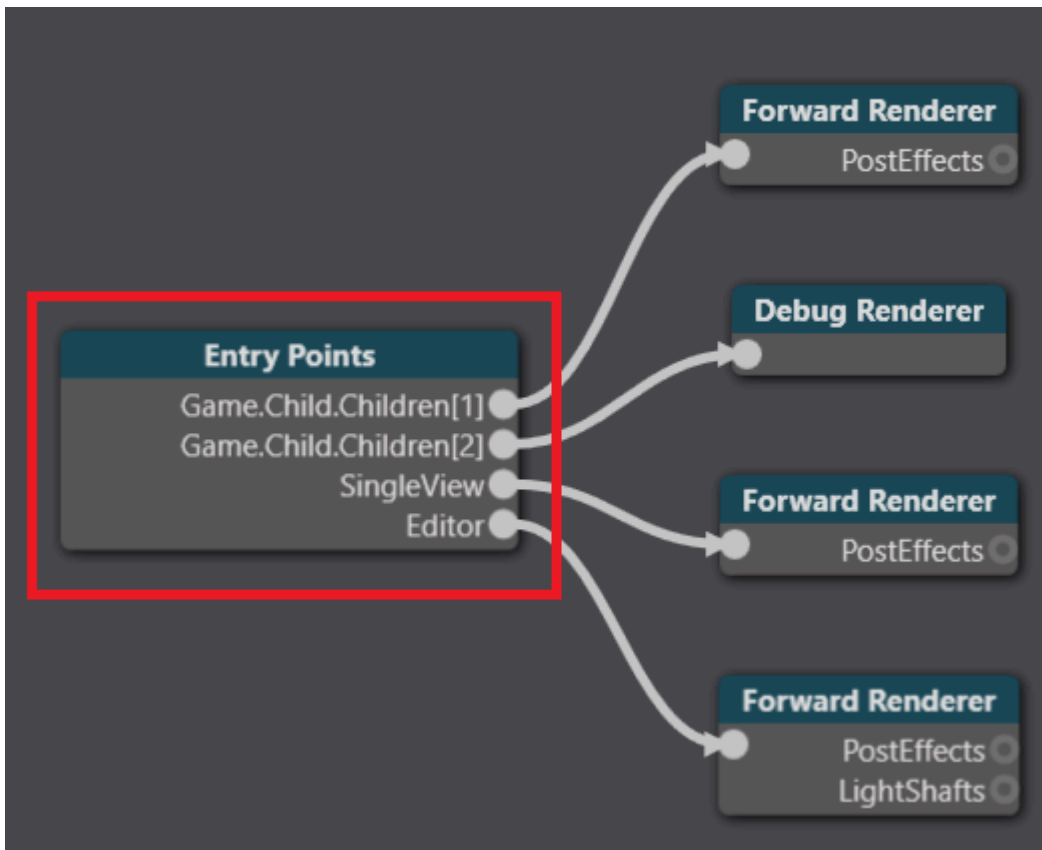 Forward Renderer
PostEffects
Debug Renderer
Entry Points
Game.Child.Children[1]
Game.Child.Children[2]
SingleView
Editor
Forward Renderer
PostEffects
Forward Renderer
PostEffects
LightShafts